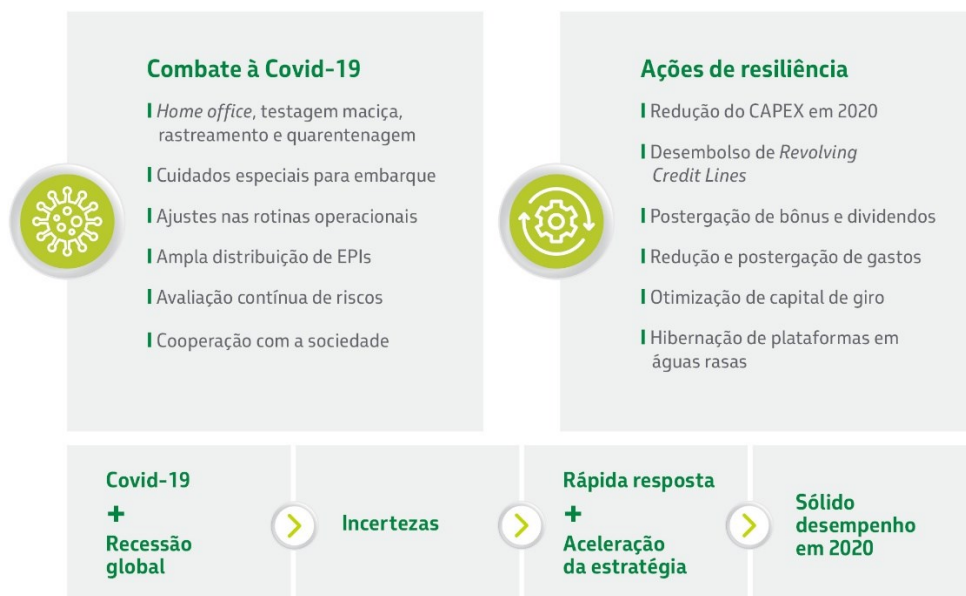 Combate à Covid-19
Home office, testagem maciça,
rastreamento e quarentenagem
Cuidados especiais para embarque
Ajustes nas rotinas operacionais
Ampla distribuição de EPIs
Avaliação contínua de riscos
Cooperação com a sociedade
Ações de resiliência
Redução do CAPEX em 2020
Desembolso de Revolving
Credit Lines
Postergação de bônus e dividendos
Redução e postergação de gastos
Otimização de capital de giro
Hibernação de plataformas em
águas rasas
Covid-19
+
Recessão
global
Incertezas
Rápida resposta
+
Aceleração
da estratégia
Sólido
desempenho
em 2020